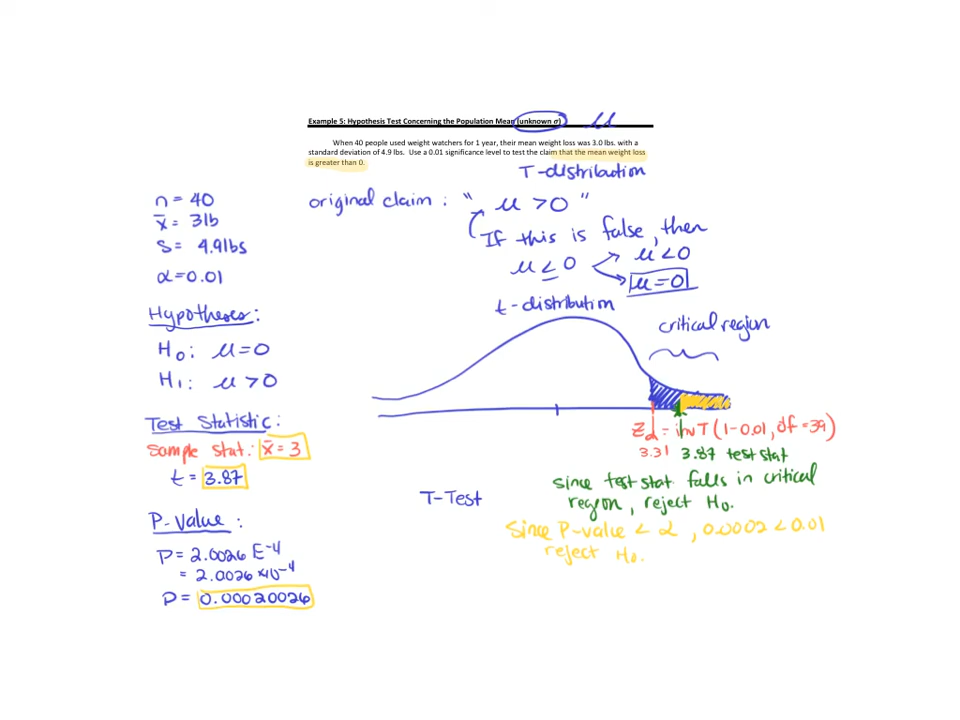 Example 5: Hypothesis Test Concerning the Population Mean (unknown σ) μ
When 40 people used weight watchers for 1 year, their mean weight loss was 3.0 lbs. with a
standard deviation of 4.9 lbs. Use a 0.01 significance level to test the claim that the mean weight loss
is greater than 0.
T-distribution
n = 40
x̄ = 3lb
s = 4.9lbs
α = 0.01
original claim : " μ > 0 "
If this is false, then
μ ≤ 0
μ < 0
μ = 0
Hypotheses:
H₀: μ = 0
H₁: μ > 0
t-distribution
critical region
Test Statistic:
Sample Stat: x̄ = 3
t = 3.87
= invT (1-0.01, df = 39)
3.31 3.87 test stat
since test stat falls in critical
region, reject H₀.
T-Test
Since P-value < α, 0.0002 < 0.01
reject H₀.
P-Value :
P = 2.0026 E⁻⁴
= 2.0026 × 10⁻⁴
P = 0.00020026